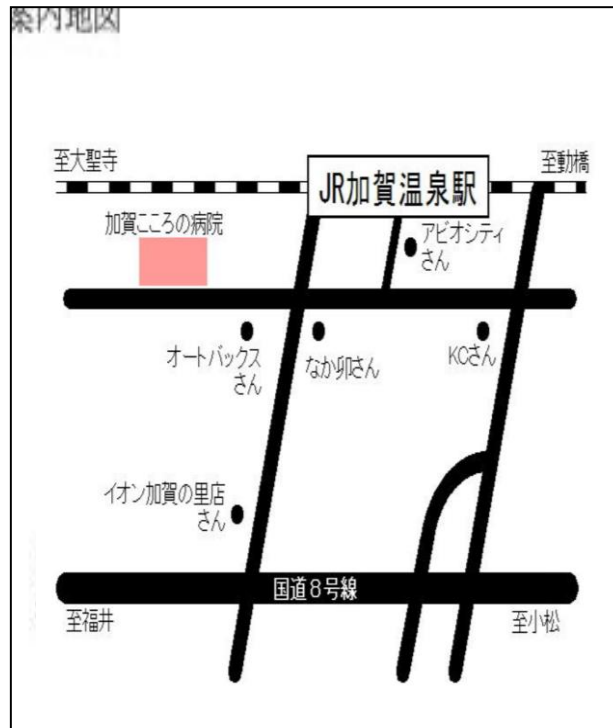 案内地図
至大聖寺
至動橋
JR加賀温泉駅
加賀こころの病院
アビオシティ
さん
オートバックス
さん
なか卯さん
KCさん
イオン加賀の里店
さん
国道8号線
至福井
至小松